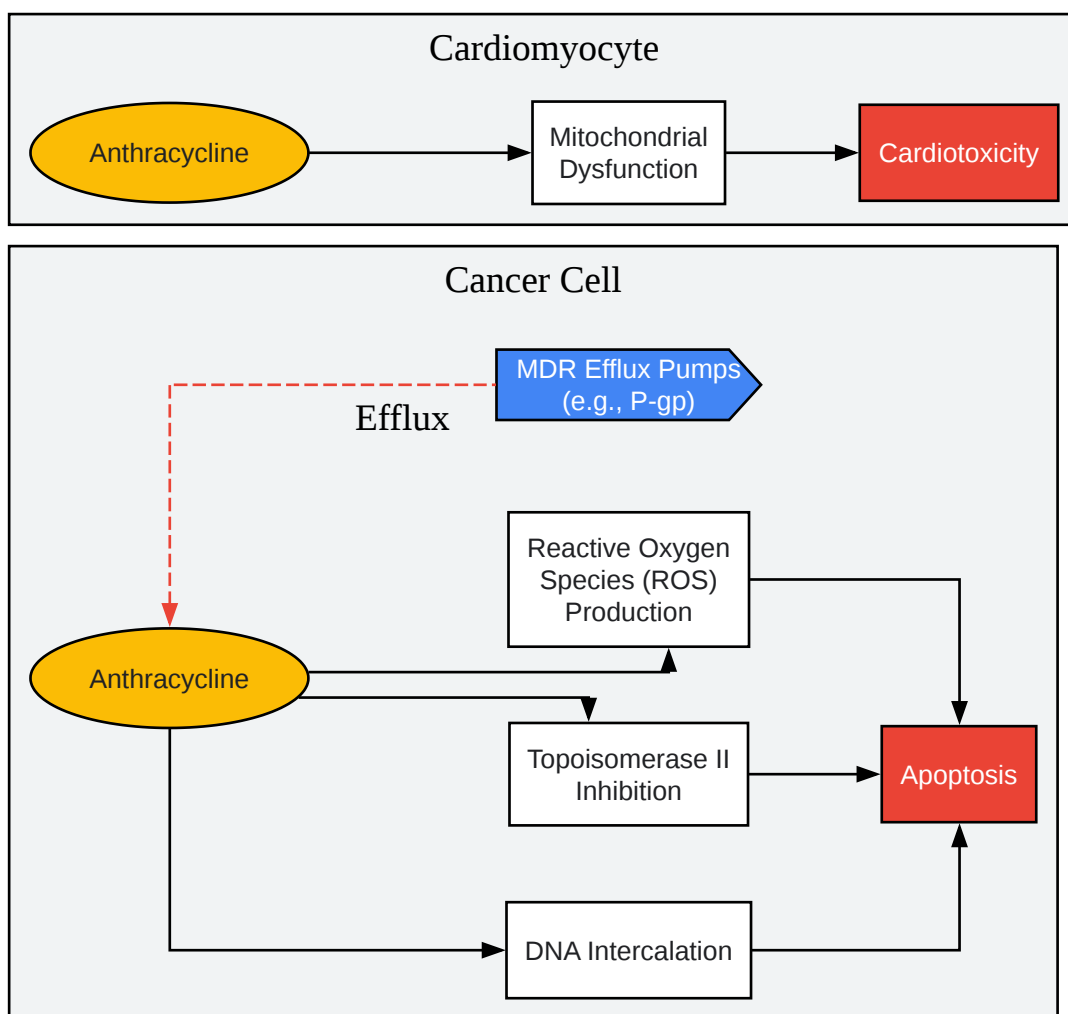 Cardiomyocyte
Anthracycline
Mitochondrial
Dysfunction
Cardiotoxicity
Cancer Cell
MDR Efflux Pumps
(e.g., P-gp)
Efflux
Reactive Oxygen
Species (ROS)
Production
Anthracycline
Topoisomerase II
Inhibition
Apoptosis
DNA Intercalation